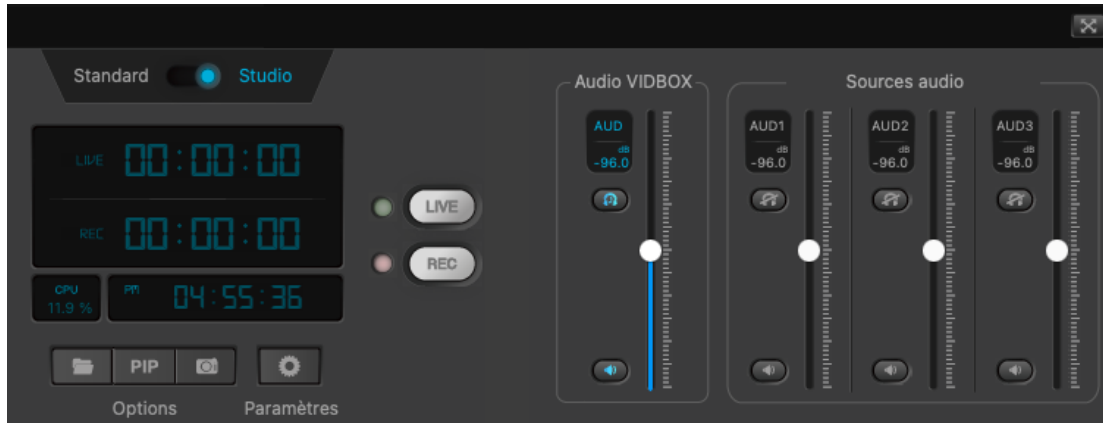 Standard Studio
Audio VIDBOX
Sources audio
LIVE 00:00:00
REC 00:00:00
CPU
11.9 %
PM 04:55:36
LIVE
REC
PIP
Options
Paramètres
AUD
dB
-96.0
AUD1
dB
-96.0
AUD2
dB
-96.0
AUD3
dB
-96.0